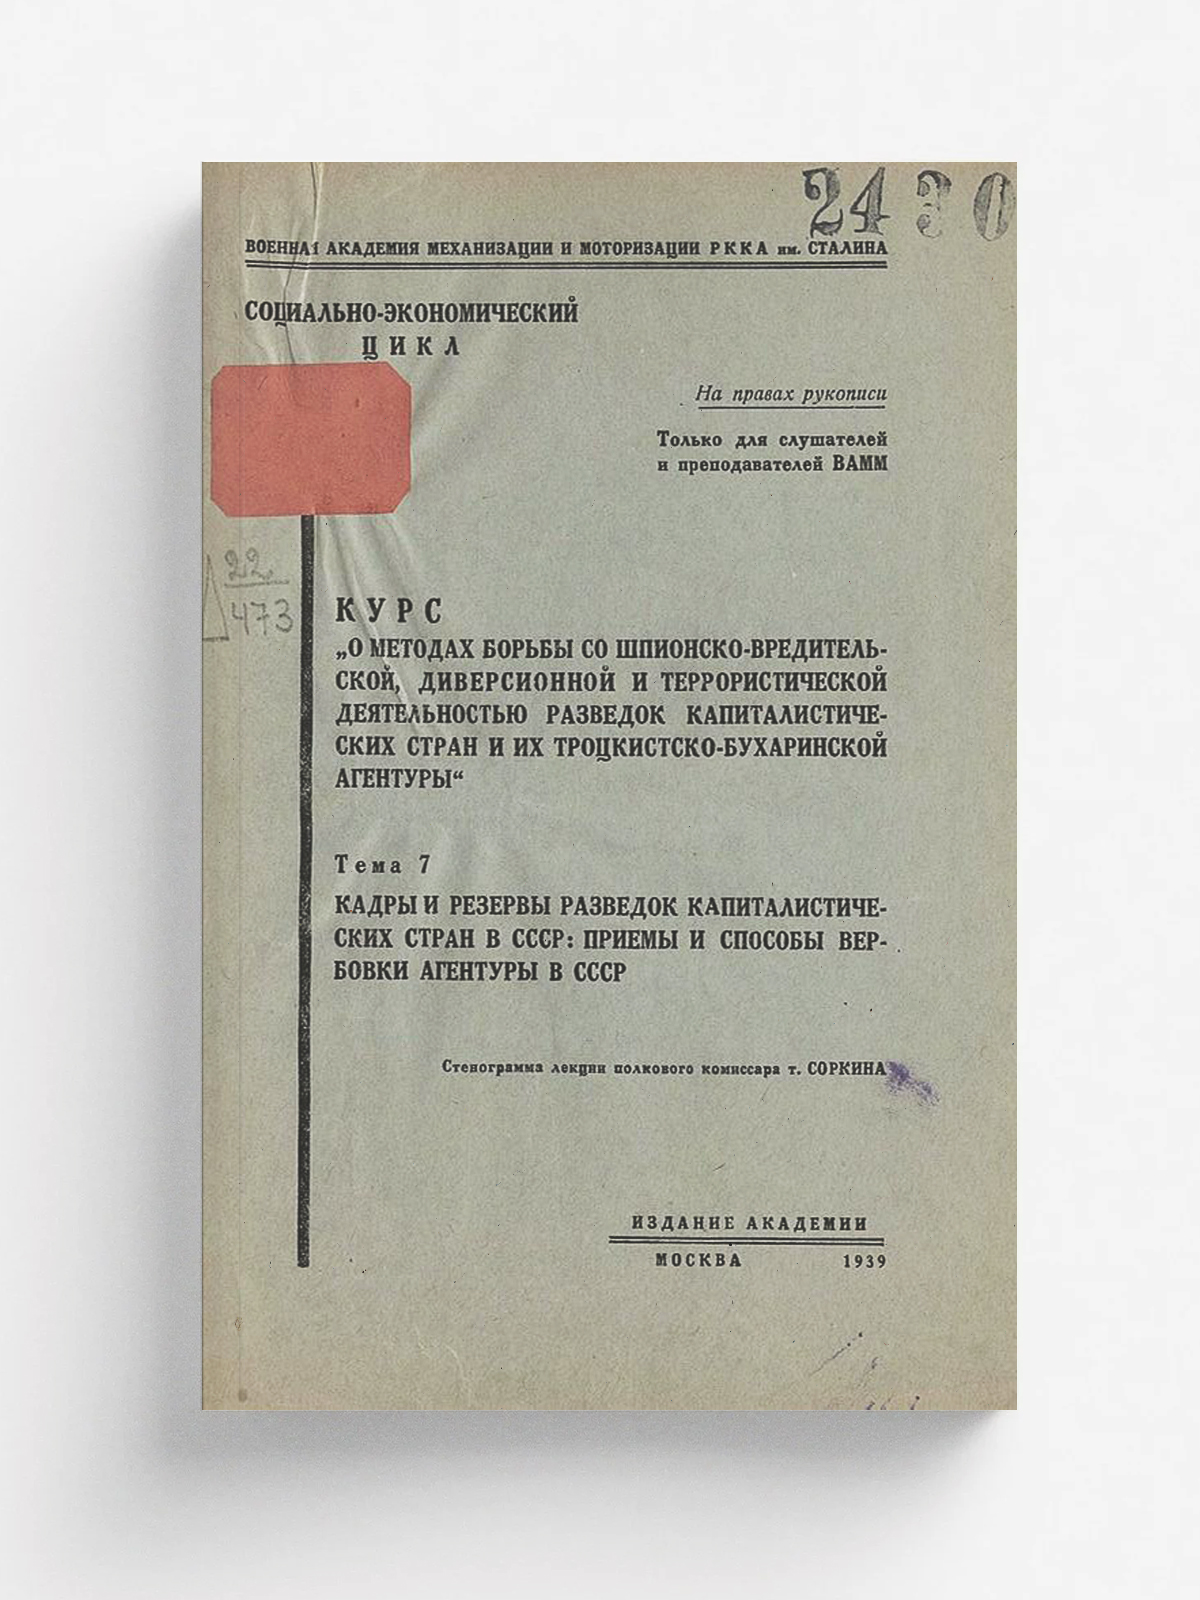 24 30
ВОЕННАЯ АКАДЕМИЯ МЕХАНИЗАЦИИ И МОТОРИЗАЦИИ РККА им. СТАЛИНА
СОЦИАЛЬНО-ЭКОНОМИЧЕСКИЙ
ЦИКЛ
На правах рукописи
Только для слушателей
и преподавателей ВАММ
22
473
КУРС
„О МЕТОДАХ БОРЬБЫ СО ШПИОНСКО-ВРЕДИТЕЛЬ-
СКОЙ, ДИВЕРСИОННОЙ И ТЕРРОРИСТИЧЕСКОЙ
ДЕЯТЕЛЬНОСТЬЮ РАЗВЕДОК КАПИТАЛИСТИЧЕ-
СКИХ СТРАН И ИХ ТРОЦКИСТСКО-БУХАРИНСКОЙ
АГЕНТУРЫ“
Тема 7
КАДРЫ И РЕЗЕРВЫ РАЗВЕДОК КАПИТАЛИСТИЧЕ-
СКИХ СТРАН В СССР: ПРИЕМЫ И СПОСОБЫ ВЕР-
БОВКИ АГЕНТУРЫ В СССР
Стенограмма лекции полкового комиссара т. СОРКИНА
ИЗДАНИЕ АКАДЕМИИ
МОСКВА 1939